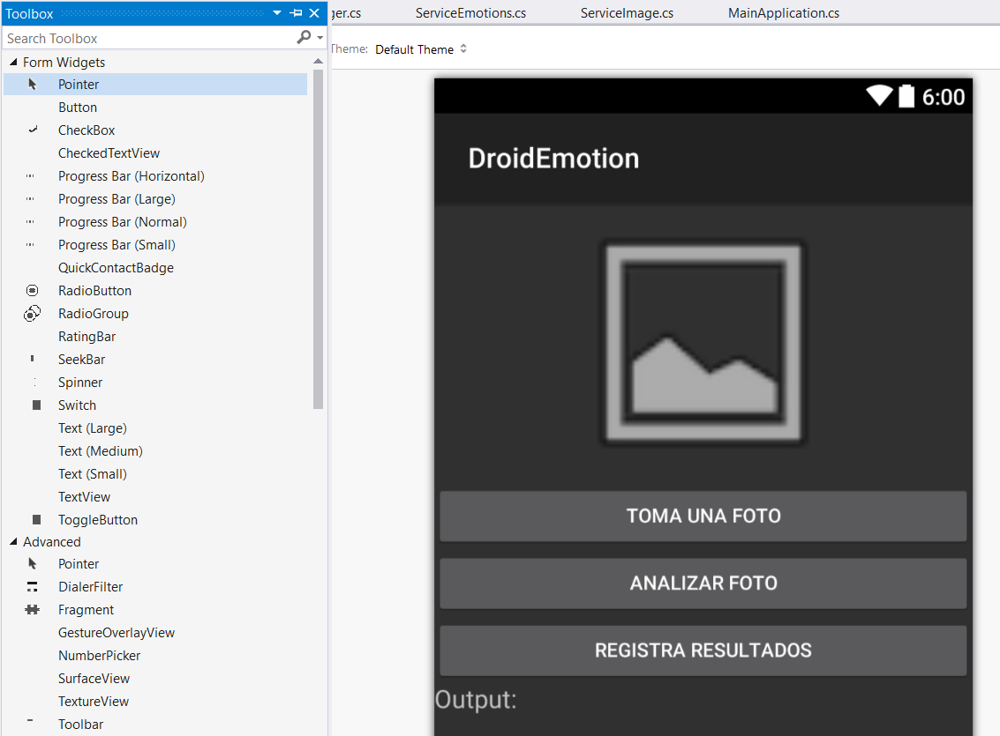 Toolbox
Search Toolbox
Form Widgets
Pointer
Button
CheckBox
CheckedTextView
Progress Bar (Horizontal)
Progress Bar (Large)
Progress Bar (Normal)
Progress Bar (Small)
QuickContactBadge
RadioButton
RadioGroup
RatingBar
SeekBar
Spinner
Switch
Text (Large)
Text (Medium)
Text (Small)
TextView
ToggleButton
Advanced
Pointer
DialerFilter
Fragment
GestureOverlayView
NumberPicker
SurfaceView
TextureView
Toolbar
ger.cs ServiceEmotions.cs ServiceImage.cs MainApplication.cs
Theme: Default Theme
6:00
DroidEmotion
TOMA UNA FOTO
ANALIZAR FOTO
REGISTRA RESULTADOS
Output: